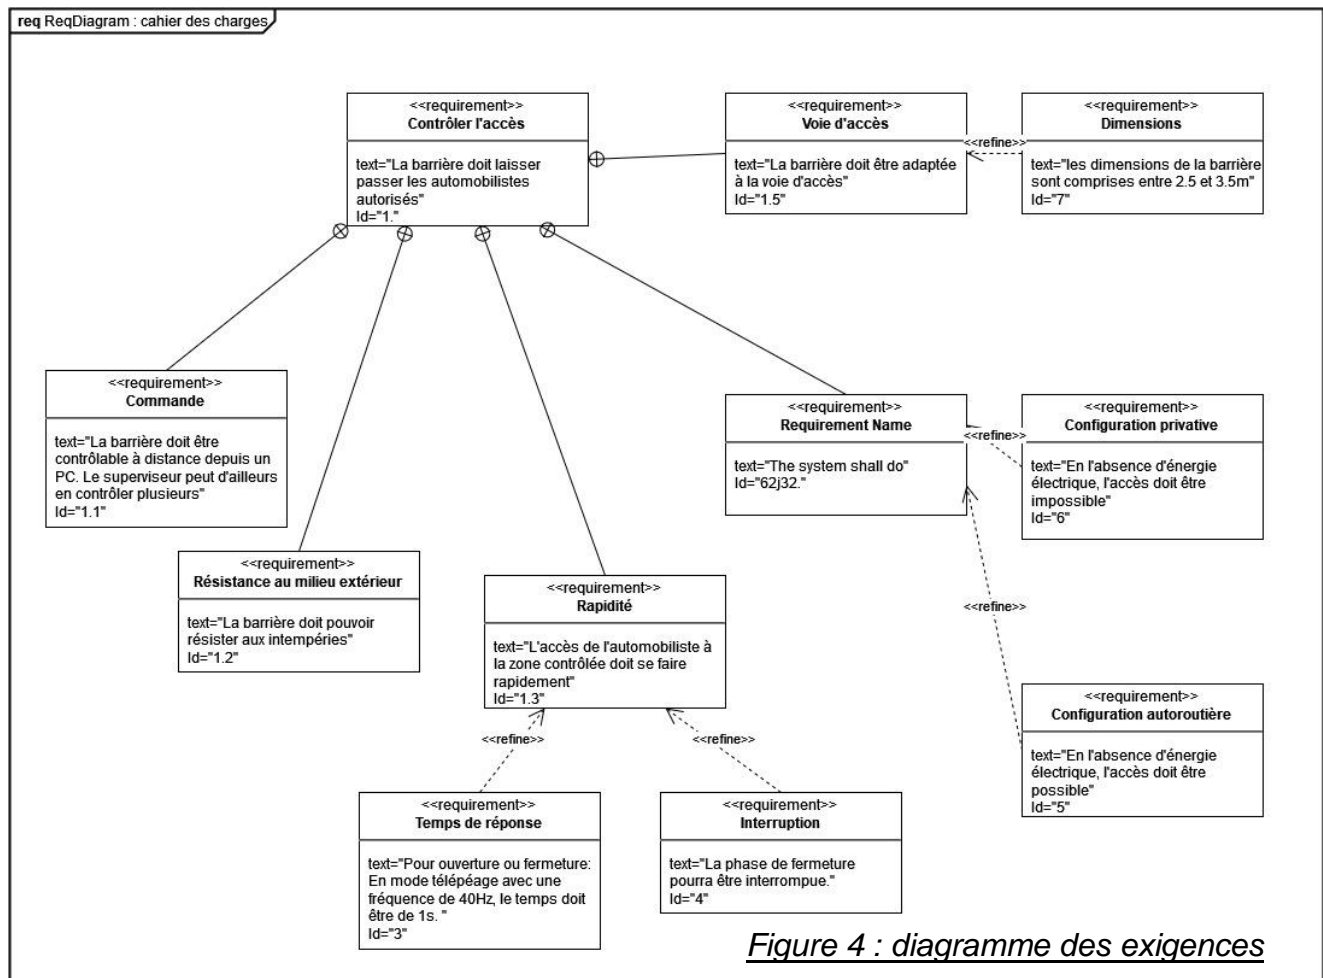 req ReqDiagram : cahier des charges
<<requirement>>
Contrôler l'accès
text="La barrière doit laisser
passer les automobilistes
autorisés"
Id="1."
<<requirement>>
Voie d'accès
text="La barrière doit être adaptée
à la voie d'accès"
Id="1.5"
<<refine>>
<<requirement>>
Dimensions
text="les dimensions de la barrière
sont comprises entre 2.5 et 3.5m"
Id="7"
<<requirement>>
Commande
text="La barrière doit être
contrôlable à distance depuis un
PC. Le superviseur peut d'ailleurs
en contrôler plusieurs"
Id="1.1"
<<requirement>>
Requirement Name
text="The system shall do"
Id="62j32."
<<refine>>
<<requirement>>
Configuration privative
text="En l'absence d'énergie
électrique, l'accès doit être
impossible"
Id="6"
<<requirement>>
Résistance au milieu extérieur
text="La barrière doit pouvoir
résister aux intempéries"
Id="1.2"
<<requirement>>
Rapidité
text="L'accès de l'automobiliste à
la zone contrôlée doit se faire
rapidement"
Id="1.3"
<<refine>>
<<requirement>>
Configuration autoroutière
text="En l'absence d'énergie
électrique, l'accès doit être
possible"
Id="5"
<<refine>>
<<refine>>
<<requirement>>
Temps de réponse
text="Pour ouverture ou fermeture:
En mode télépéage avec une
fréquence de 40Hz, le temps doit
être de 1s. "
Id="3"
<<requirement>>
Interruption
text="La phase de fermeture
pourra être interrompue."
Id="4"
Figure 4 : diagramme des exigences